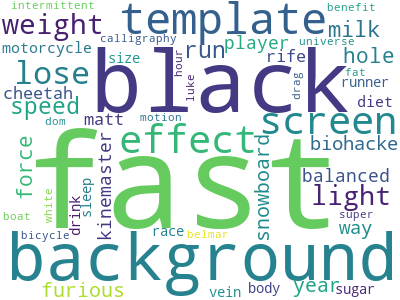 intermittent benefit
weight template milk
calligraphy universe
motorcycle run player hole
lose size black rife
hour fat
cheetah luke drag runner
speed matt diet
dom motion effect screen
force biohacke
kinemaster fast snowboard
sleep balanced
white drink light
boat super
bicycle race belmar way
background
furious vein body year sugar